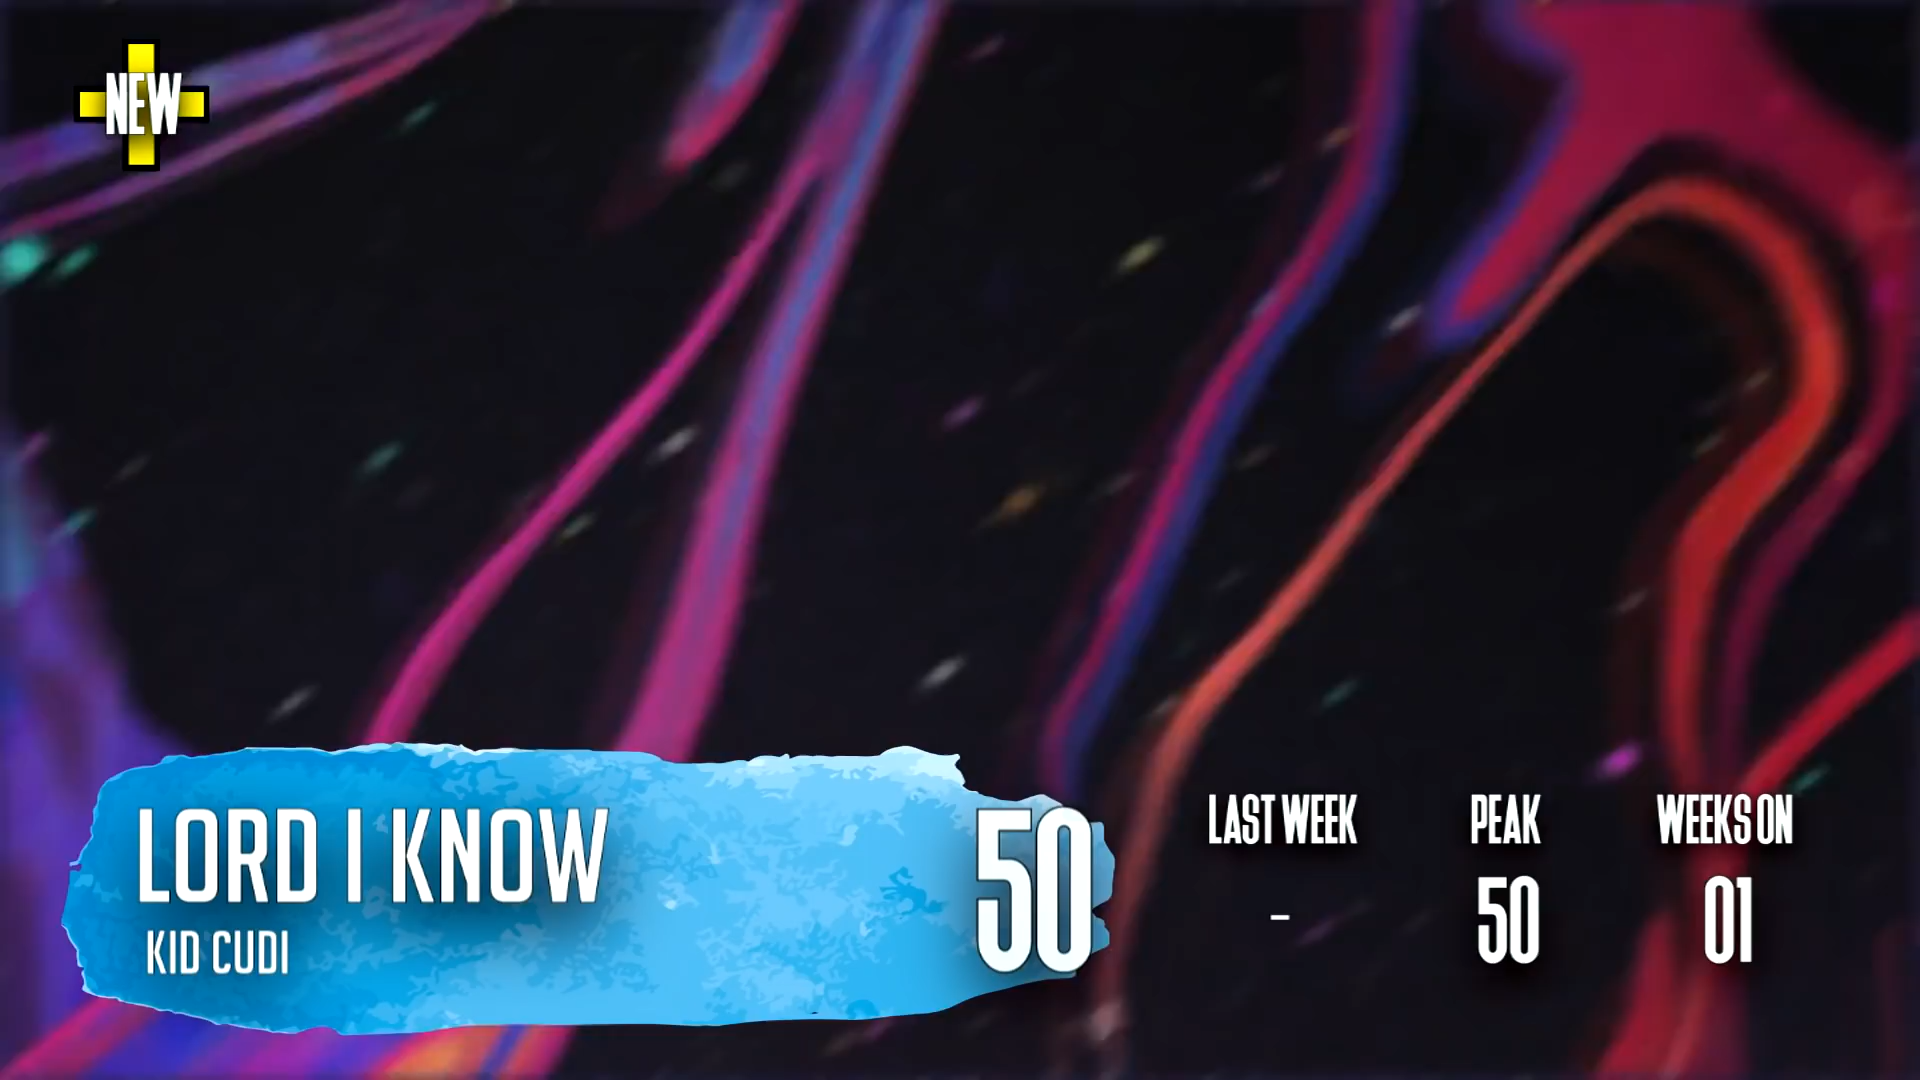 NEW
LORD I KNOW
KID CUDI
50
LAST WEEK
-
PEAK
50
WEEKS ON
01